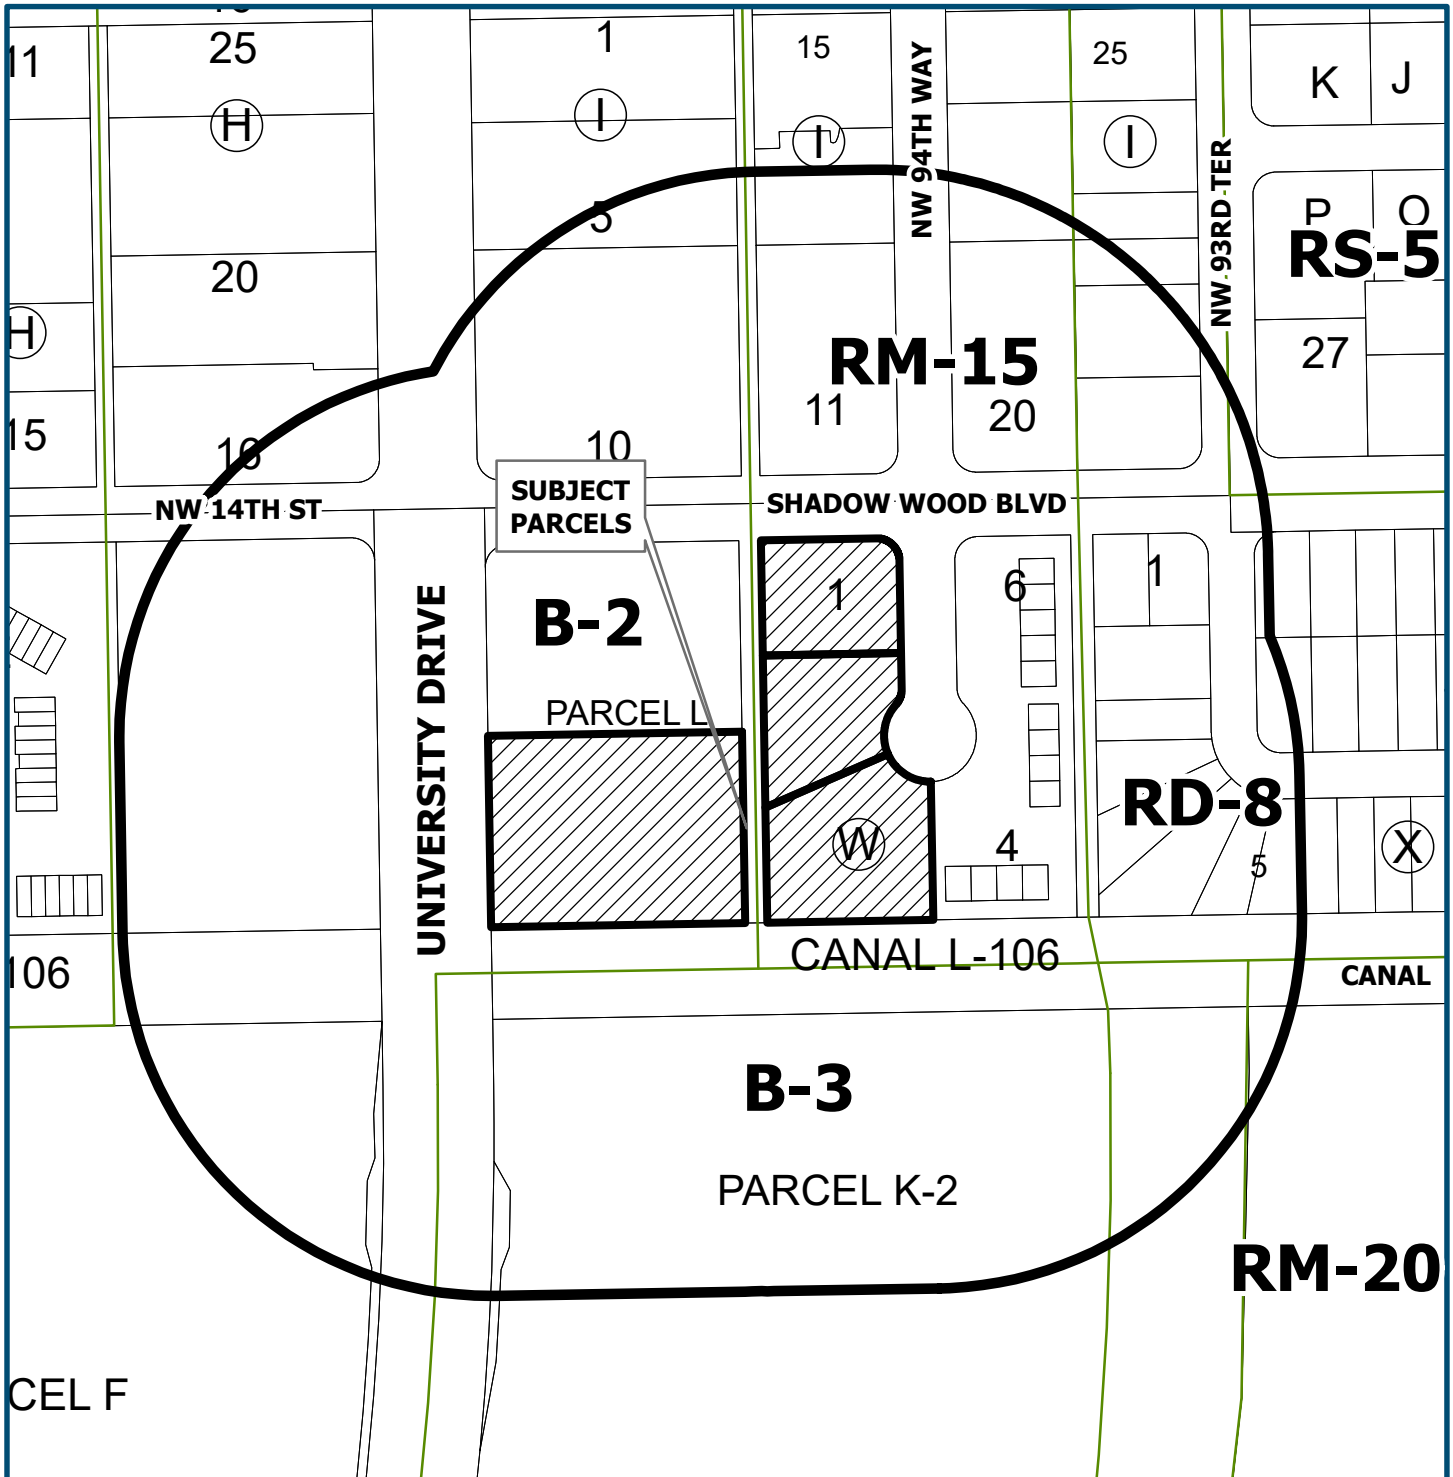 25
1
15
25
11
K
J
H
I
I
I
NW 94TH WAY
NW 93RD TER
5
P
O
RS-5
20
H
27
RM-15
11
20
15
16
10
SUBJECT
PARCELS
NW 14TH ST
SHADOW WOOD BLVD
1
6
1
B-2
UNIVERSITY DRIVE
PARCEL L
RD-8
W
4
5
X
CANAL L-106
106
CANAL
B-3
PARCEL K-2
RM-20
CEL F